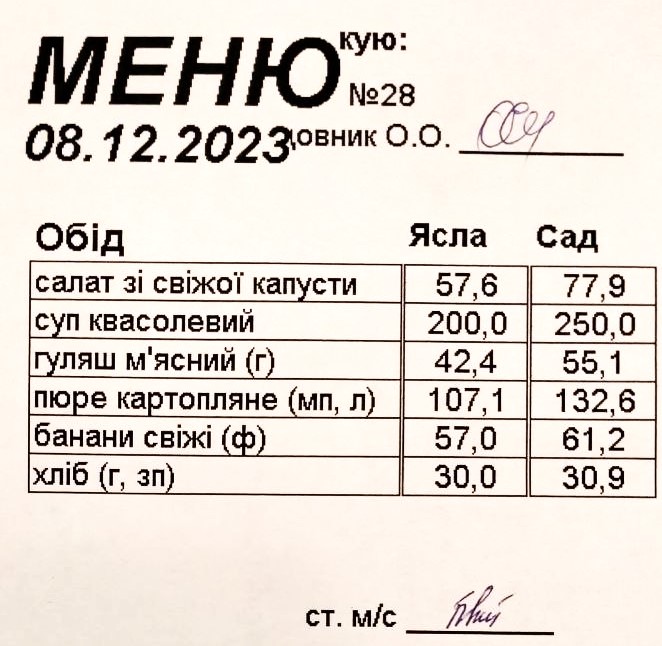 МЕНЮ кую:
№28
08.12.2023 довник О.О.
Обід Ясла Сад
салат зі свіжої капусти 57,6 77,9
суп квасолевий 200,0 250,0
гуляш м'ясний (г) 42,4 55,1
пюре картопляне (мп, л) 107,1 132,6
банани свіжі (ф) 57,0 61,2
хліб (г, зп) 30,0 30,9
ст. м/с